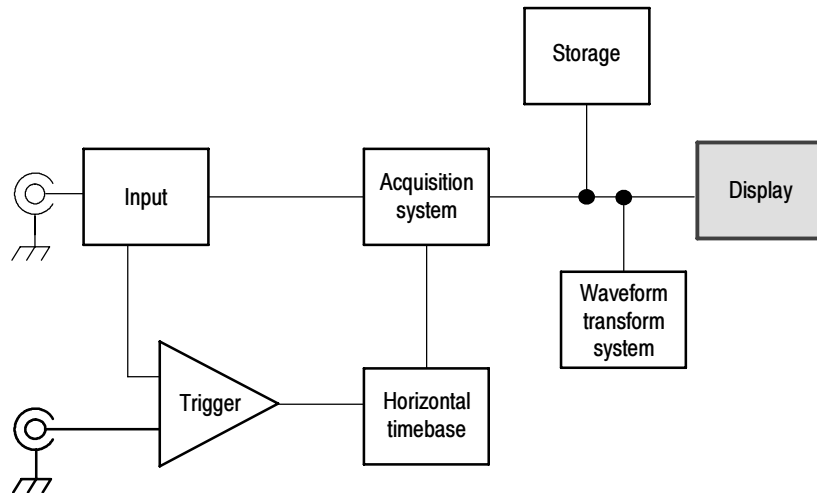 Storage
Input
Acquisition
system
Display
Waveform
transform
system
Trigger
Horizontal
timebase